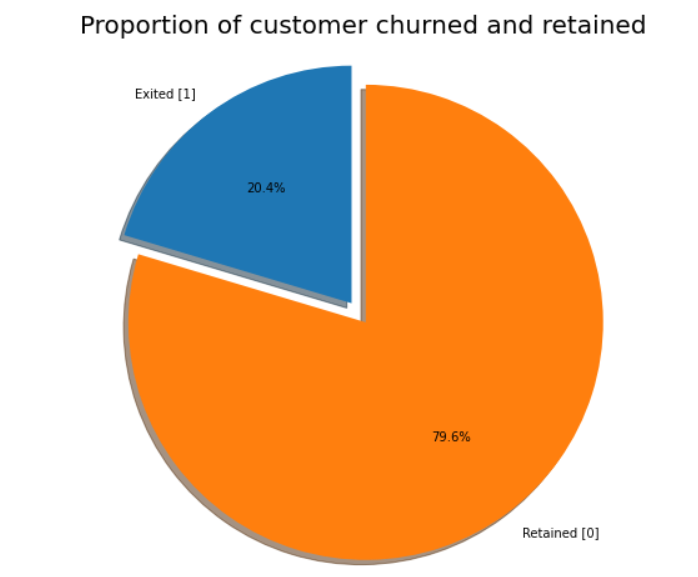 Proportion of customer churned and retained
Exited [1]
20.4%
79.6%
Retained [0]